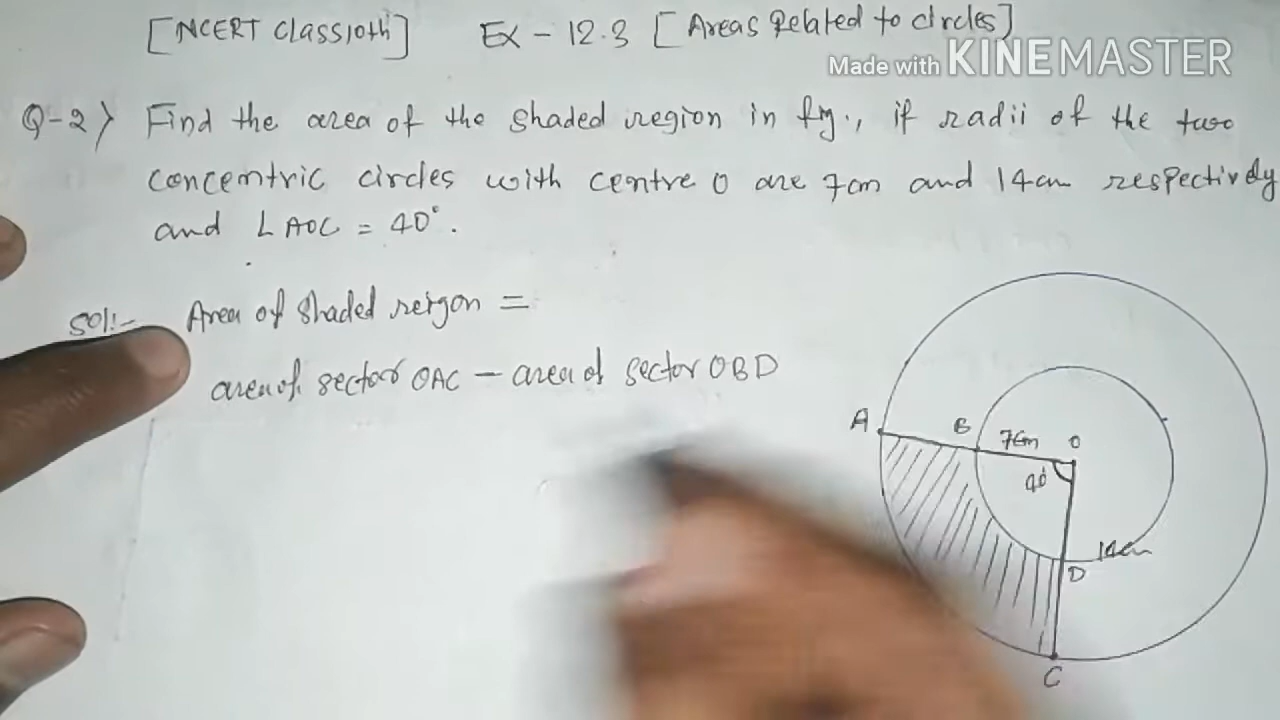 [NCERT Class10th] EX - 12.3 [Areas Related to circles]
Made with KINEMASTER
Q-2) Find the area of the shaded region in fig., if radii of the two
concentric circles with centre O are 7cm and 14cm respectively
and ∠AOC = 40°.
Sol:- Area of shaded reigon =
area of sector OAC - area of sector OBD
A B 7cm O
40°
14cm
D
C